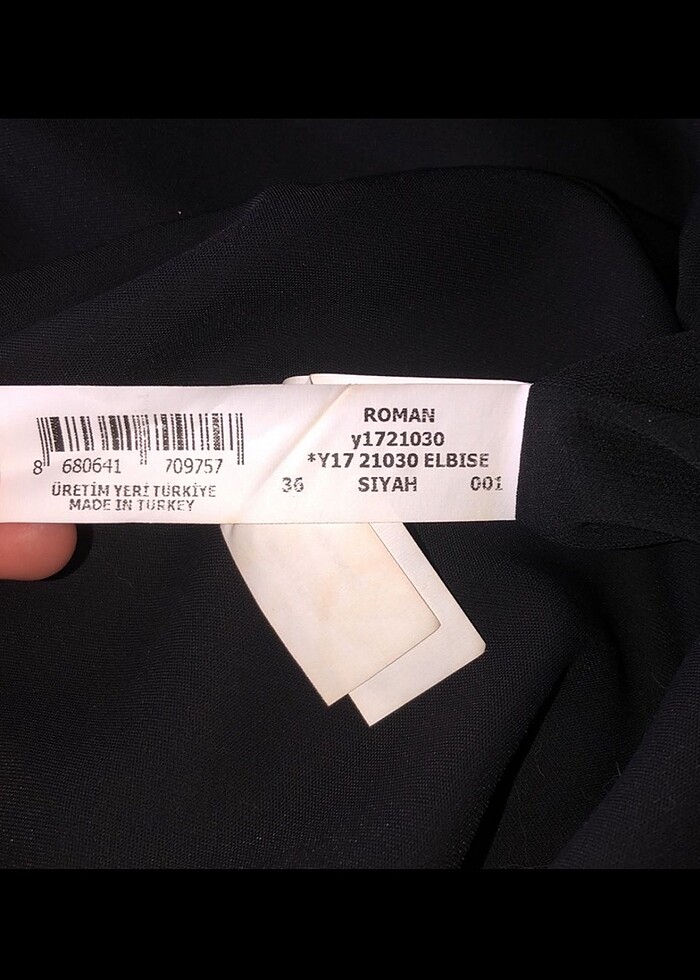 8 680641 709757
ÜRETİM YERİ TÜRKİYE
MADE IN TURKEY
ROMAN
y1721030
*Y17 21030 ELBISE
36 SIYAH 001